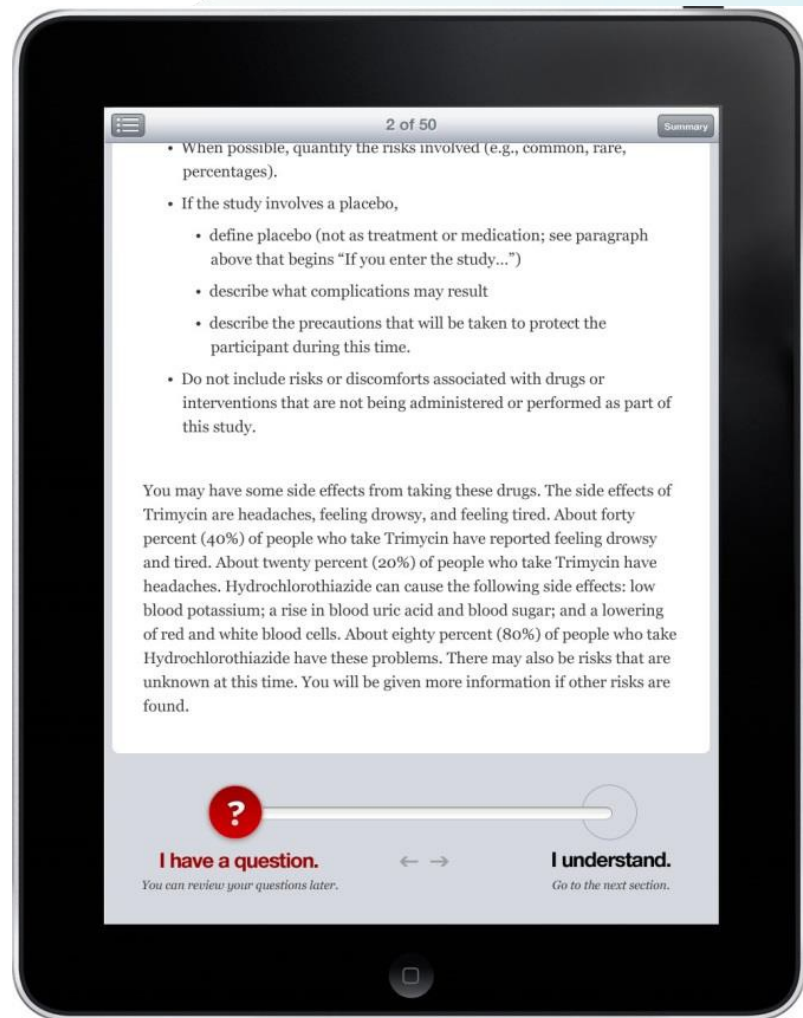 2 of 50
Summary
• When possible, quantify the risks involved (e.g., common, rare,
percentages).
• If the study involves a placebo,
• define placebo (not as treatment or medication; see paragraph
above that begins “If you enter the study...”)
• describe what complications may result
• describe the precautions that will be taken to protect the
participant during this time.
• Do not include risks or discomforts associated with drugs or
interventions that are not being administered or performed as part of
this study.
You may have some side effects from taking these drugs. The side effects of
Trimycin are headaches, feeling drowsy, and feeling tired. About forty
percent (40%) of people who take Trimycin have reported feeling drowsy
and tired. About twenty percent (20%) of people who take Trimycin have
headaches. Hydrochlorothiazide can cause the following side effects: low
blood potassium; a rise in blood uric acid and blood sugar; and a lowering
of red and white blood cells. About eighty percent (80%) of people who take
Hydrochlorothiazide have these problems. There may also be risks that are
unknown at this time. You will be given more information if other risks are
found.
?
I have a question.
← →
I understand.
You can review your questions later.
Go to the next section.